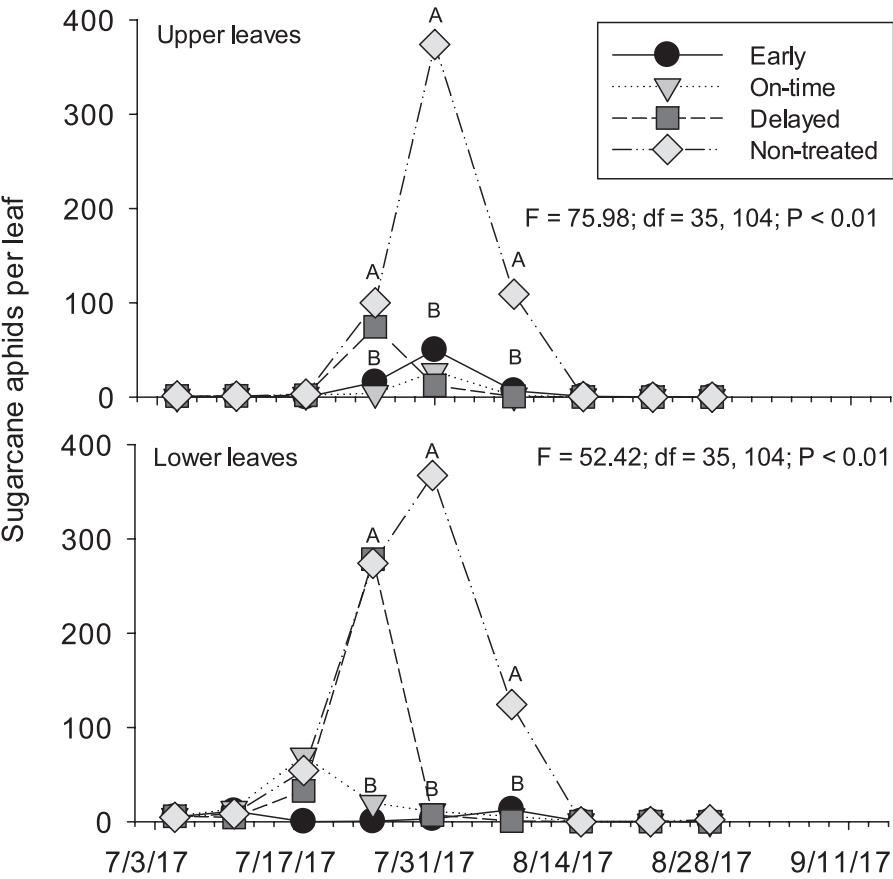 Sugarcane aphids per leaf
Upper leaves
400
300
200
100
0
A
A
A
B
B
B
Early
On-time
Delayed
Non-treated
F = 75.98; df = 35, 104; P < 0.01
Lower leaves
F = 52.42; df = 35, 104; P < 0.01
400
300
200
100
0
A
A
A
B
B
B
7/3/17 7/17/17 7/31/17 8/14/17 8/28/17 9/11/17